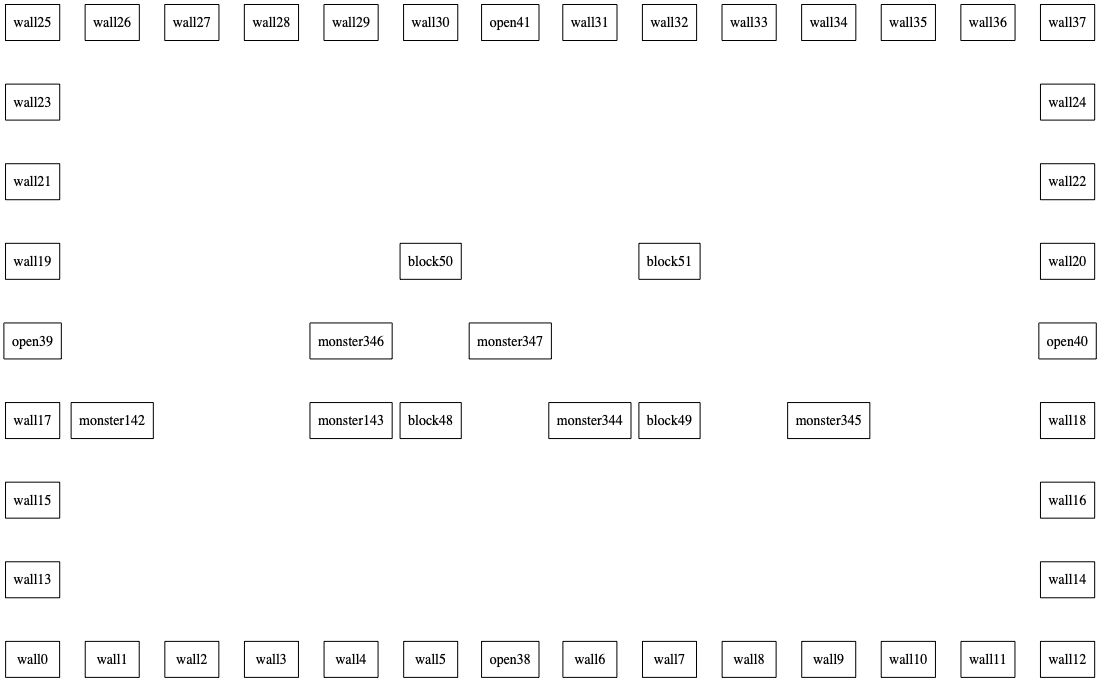 wall25 wall26 wall27 wall28 wall29 wall30 open41 wall31 wall32 wall33 wall34 wall35 wall36 wall37
wall23 wall24
wall21 wall22
wall19 block50 block51 wall20
open39 monster346 monster347 open40
wall17 monster142 monster143 block48 monster344 block49 monster345 wall18
wall15 wall16
wall13 wall14
wall0 wall1 wall2 wall3 wall4 wall5 open38 wall6 wall7 wall8 wall9 wall10 wall11 wall12